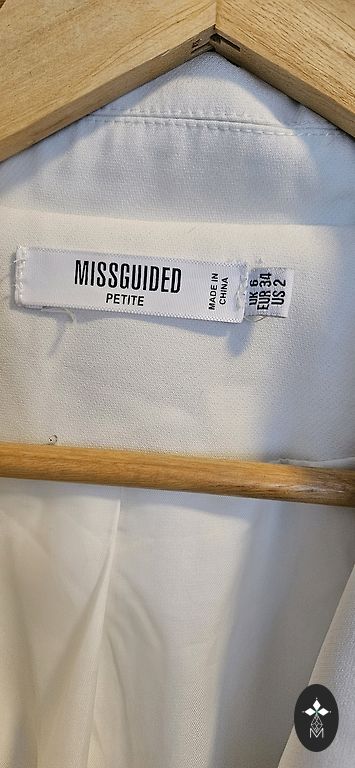 MISSGUIDED
PETITE
MADE IN
CHINA
UK 6
EUR 34
US 2
M